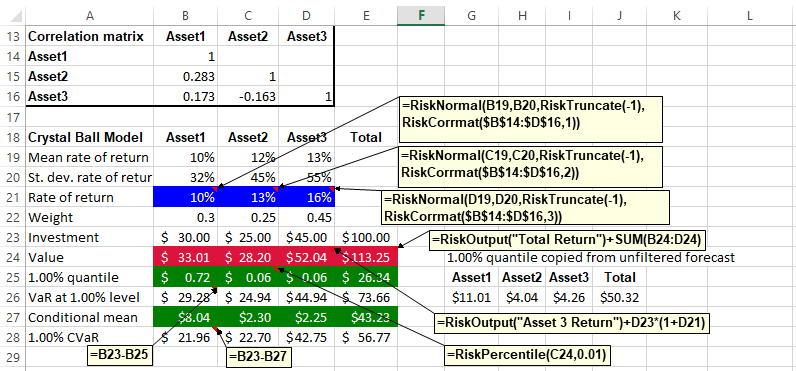 A B C D E F G H I J K L
13 Correlation matrix Asset1 Asset2 Asset3
14 Asset1 1
15 Asset2 0.283 1
16 Asset3 0.173 -0.163 1
=RiskNormal(B19,B20,RiskTruncate(-1),
RiskCorrmat($B$14:$D$16,1))
17
18 Crystal Ball Model Asset1 Asset2 Asset3 Total
19 Mean rate of return 10% 12% 13%
=RiskNormal(C19,C20,RiskTruncate(-1),
RiskCorrmat($B$14:$D$16,2))
20 St. dev. rate of retur 32% 45% 55%
21 Rate of return 10% 13% 16%
=RiskNormal(D19,D20,RiskTruncate(-1),
RiskCorrmat($B$14:$D$16,3))
22 Weight 0.3 0.25 0.45
23 Investment $ 30.00 $ 25.00 $45.00 $100.00
=RiskOutput("Total Return")+SUM(B24:D24)
24 Value $ 33.01 $ 28.20 $52.04 $113.25 1.00% quantile copied from unfiltered forecast
25 1.00% quantile $ 0.72 $ 0.06 $ 0.06 $ 26.34 Asset1 Asset2 Asset3 Total
26 VaR at 1.00% level $ 29.28 $ 24.94 $44.94 $ 73.66 $11.01 $4.04 $4.26 $50.32
27 Conditional mean $8.04 $2.30 $2.25 $43.23
=RiskOutput("Asset 3 Return")+D23*(1+D21)
28 1.00% CVaR $ 21.96 $ 22.70 $42.75 $ 56.77
29 =B23-B25 =B23-B27 =RiskPercentile(C24,0.01)